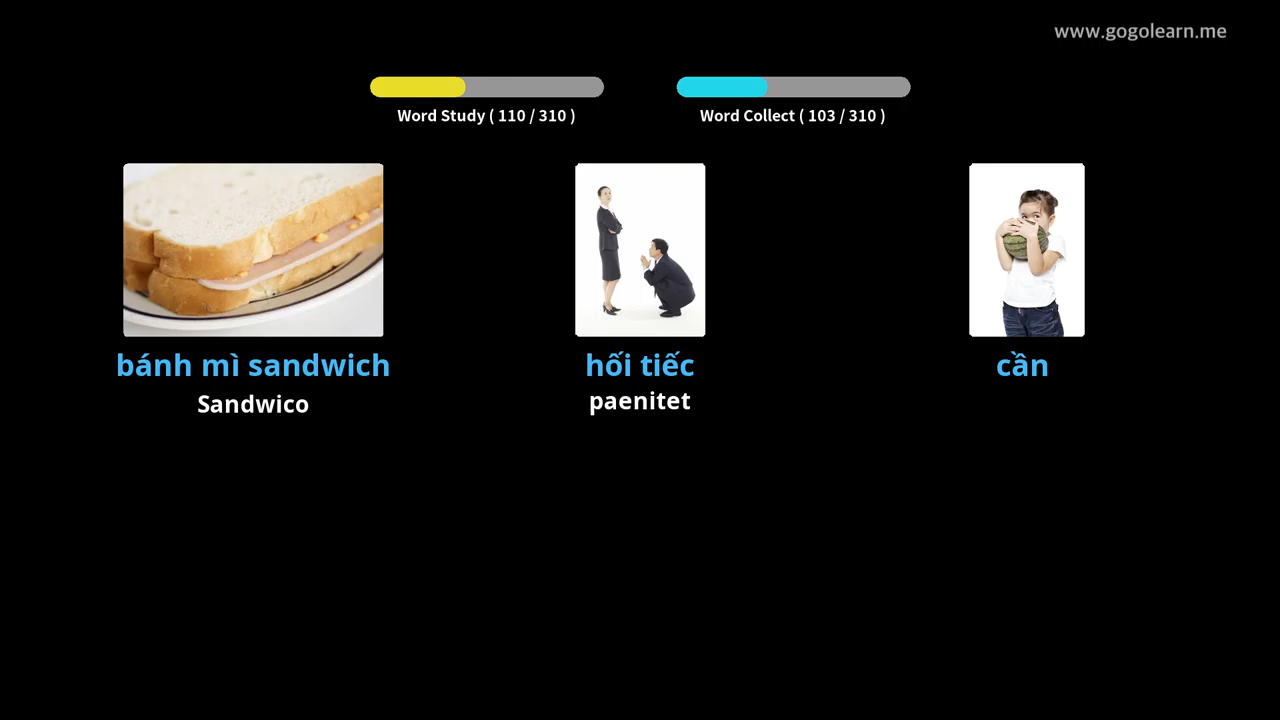 www.gogolearn.me
Word Study ( 110 / 310 )
Word Collect ( 103 / 310 )
bánh mì sandwich
Sandwico
hối tiếc
paenitet
cần